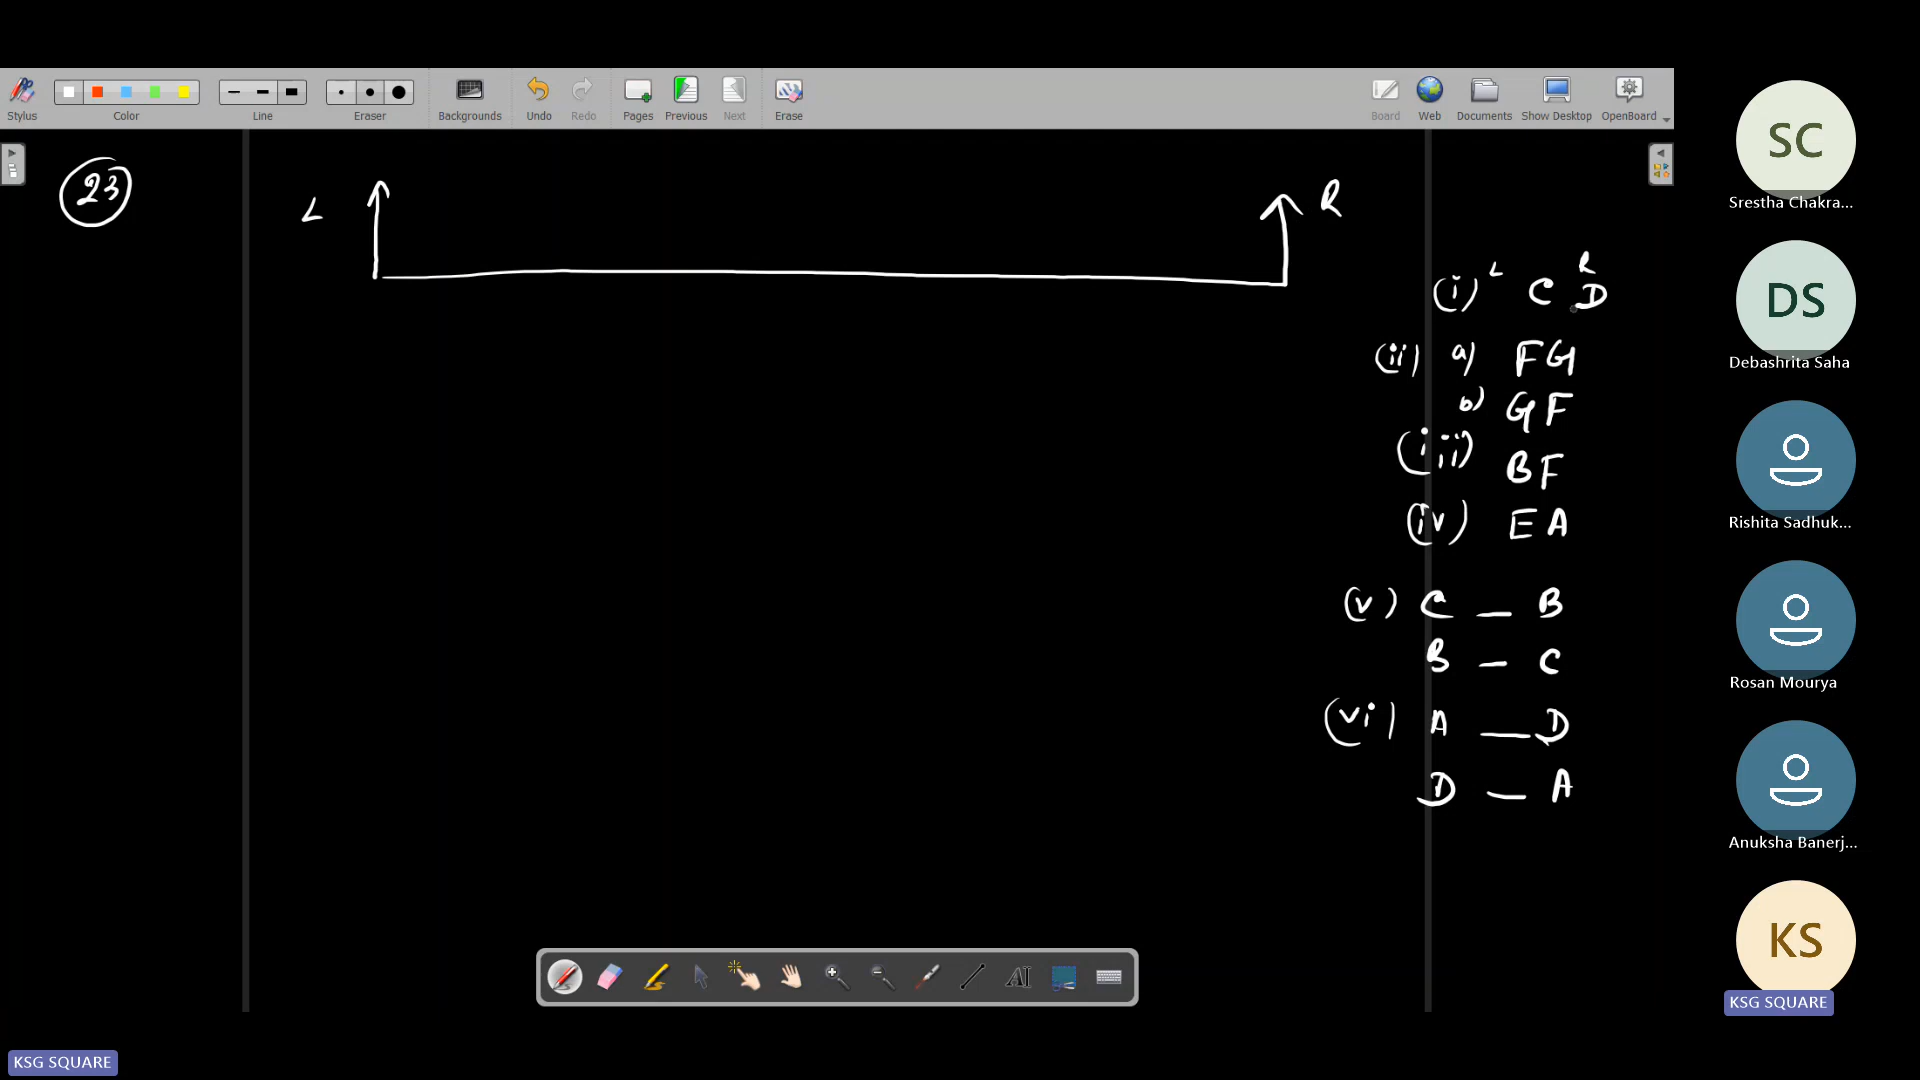 Stylus Color Line Eraser Backgrounds Undo Redo Pages Previous Next Erase Board Web Documents Show Desktop OpenBoard
23
L R
L R
(i) C D
(ii) a) FG
b) GF
(iii) BF
(iv) EA
(v) C _ B
B _ C
(vi) A _ D
D _ A
AI
SC
Srestha Chakra...
DS
Debashrita Saha
Rishita Sadhuk...
Rosan Mourya
Anuksha Banerj...
KS
KSG SQUARE
KSG SQUARE